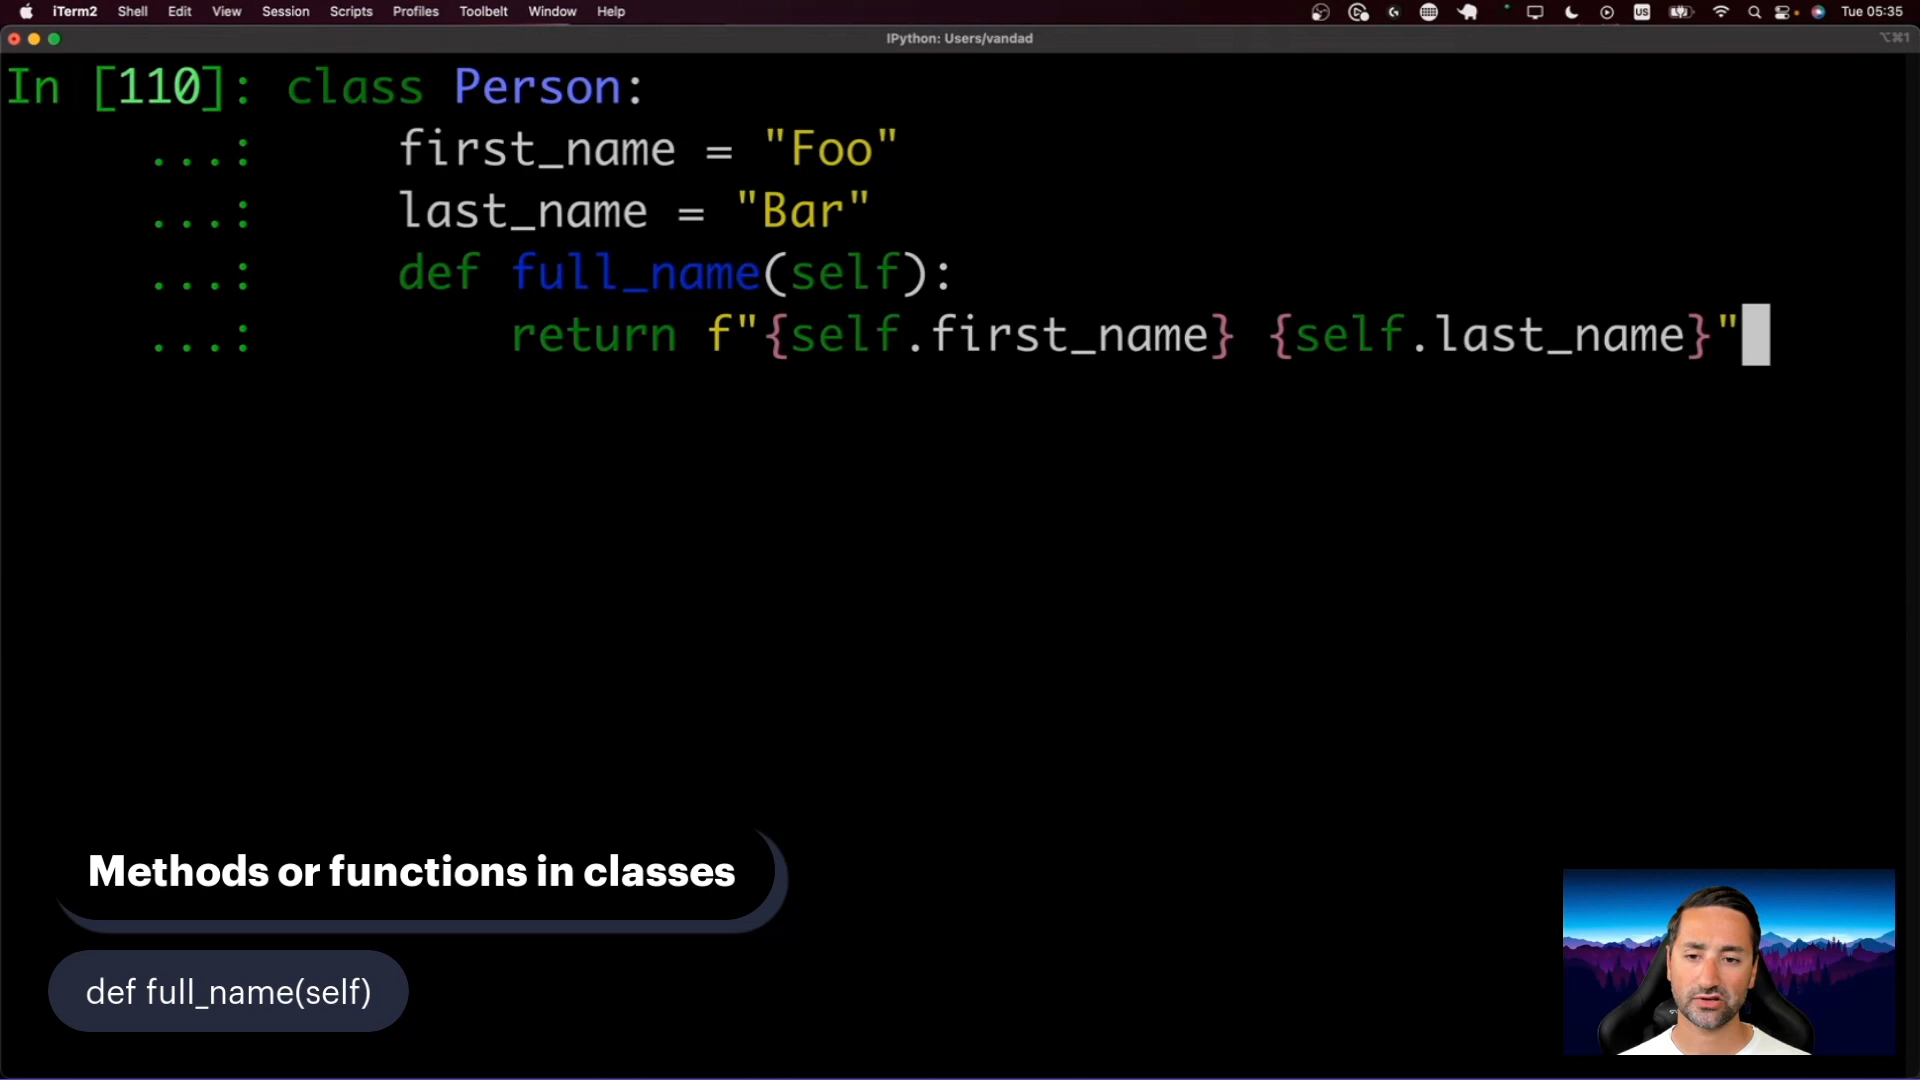 iTerm2 Shell Edit View Session Scripts Profiles Toolbelt Window Help US Tue 05:35
IPython: Users/vandad ⌥⌘1
In [110]: class Person:
...: first_name = "Foo"
...: last_name = "Bar"
...: def full_name(self):
...: return f"{self.first_name} {self.last_name}"
Methods or functions in classes
def full_name(self)